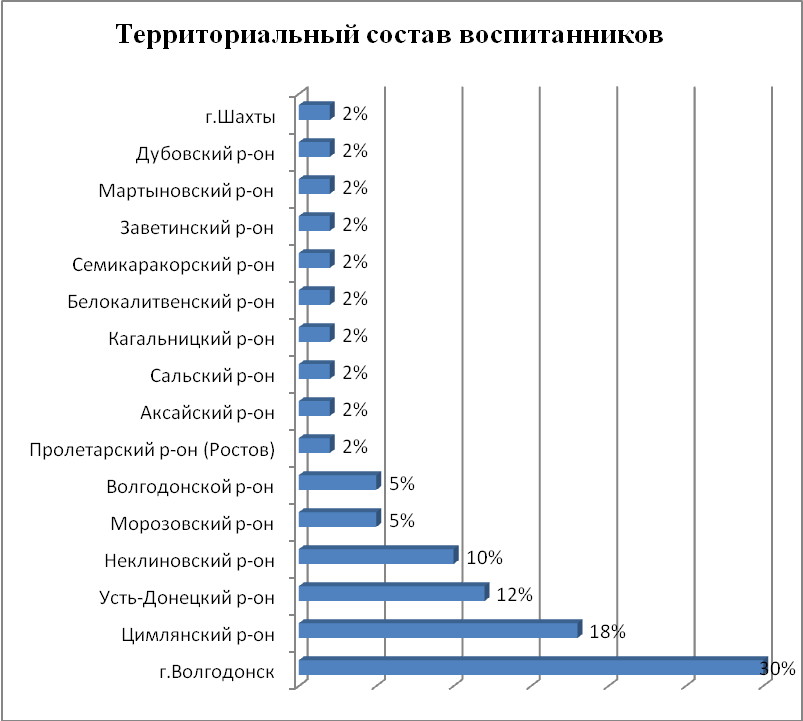 Территориальный состав воспитанников
г.Шахты 2%
Дубовский р-он 2%
Мартыновский р-он 2%
Заветинский р-он 2%
Семикаракорский р-он 2%
Белокалитвенский р-он 2%
Кагальницкий р-он 2%
Сальский р-он 2%
Аксайский р-он 2%
Пролетарский р-он (Ростов) 2%
Волгодонской р-он 5%
Морозовский р-он 5%
Неклиновский р-он 10%
Усть-Донецкий р-он 12%
Цимлянский р-он 18%
г.Волгодонск 30%